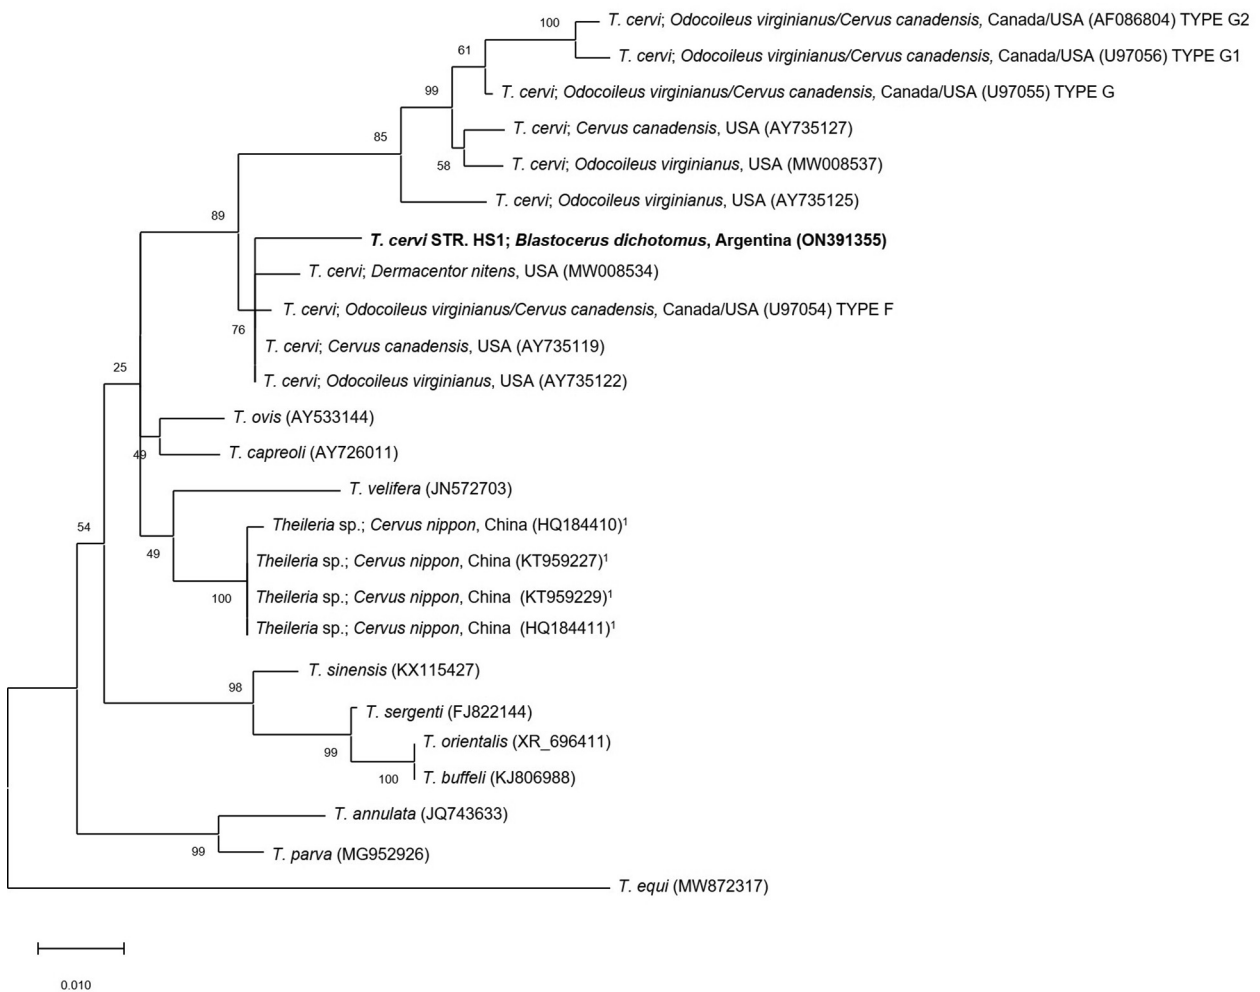 100
T. cervi; Odocoileus virginianus/Cervus canadensis, Canada/USA (AF086804) TYPE G2
61
T. cervi; Odocoileus virginianus/Cervus canadensis, Canada/USA (U97056) TYPE G1
99
T. cervi; Odocoileus virginianus/Cervus canadensis, Canada/USA (U97055) TYPE G
85
T. cervi; Cervus canadensis, USA (AY735127)
58
T. cervi; Odocoileus virginianus, USA (MW008537)
T. cervi; Odocoileus virginianus, USA (AY735125)
89
T. cervi STR. HS1; Blastocerus dichotomus, Argentina (ON391355)
T. cervi; Dermacentor nitens, USA (MW008534)
T. cervi; Odocoileus virginianus/Cervus canadensis, Canada/USA (U97054) TYPE F
76
T. cervi; Cervus canadensis, USA (AY735119)
25
T. cervi; Odocoileus virginianus, USA (AY735122)
T. ovis (AY533144)
49
T. capreoli (AY726011)
T. velifera (JN572703)
54
Theileria sp.; Cervus nippon, China (HQ184410)¹
49
Theileria sp.; Cervus nippon, China (KT959227)¹
100
Theileria sp.; Cervus nippon, China (KT959229)¹
Theileria sp.; Cervus nippon, China (HQ184411)¹
T. sinensis (KX115427)
98
T. sergenti (FJ822144)
99
T. orientalis (XR_696411)
100
T. buffeli (KJ806988)
T. annulata (JQ743633)
99
T. parva (MG952926)
T. equi (MW872317)
0.010